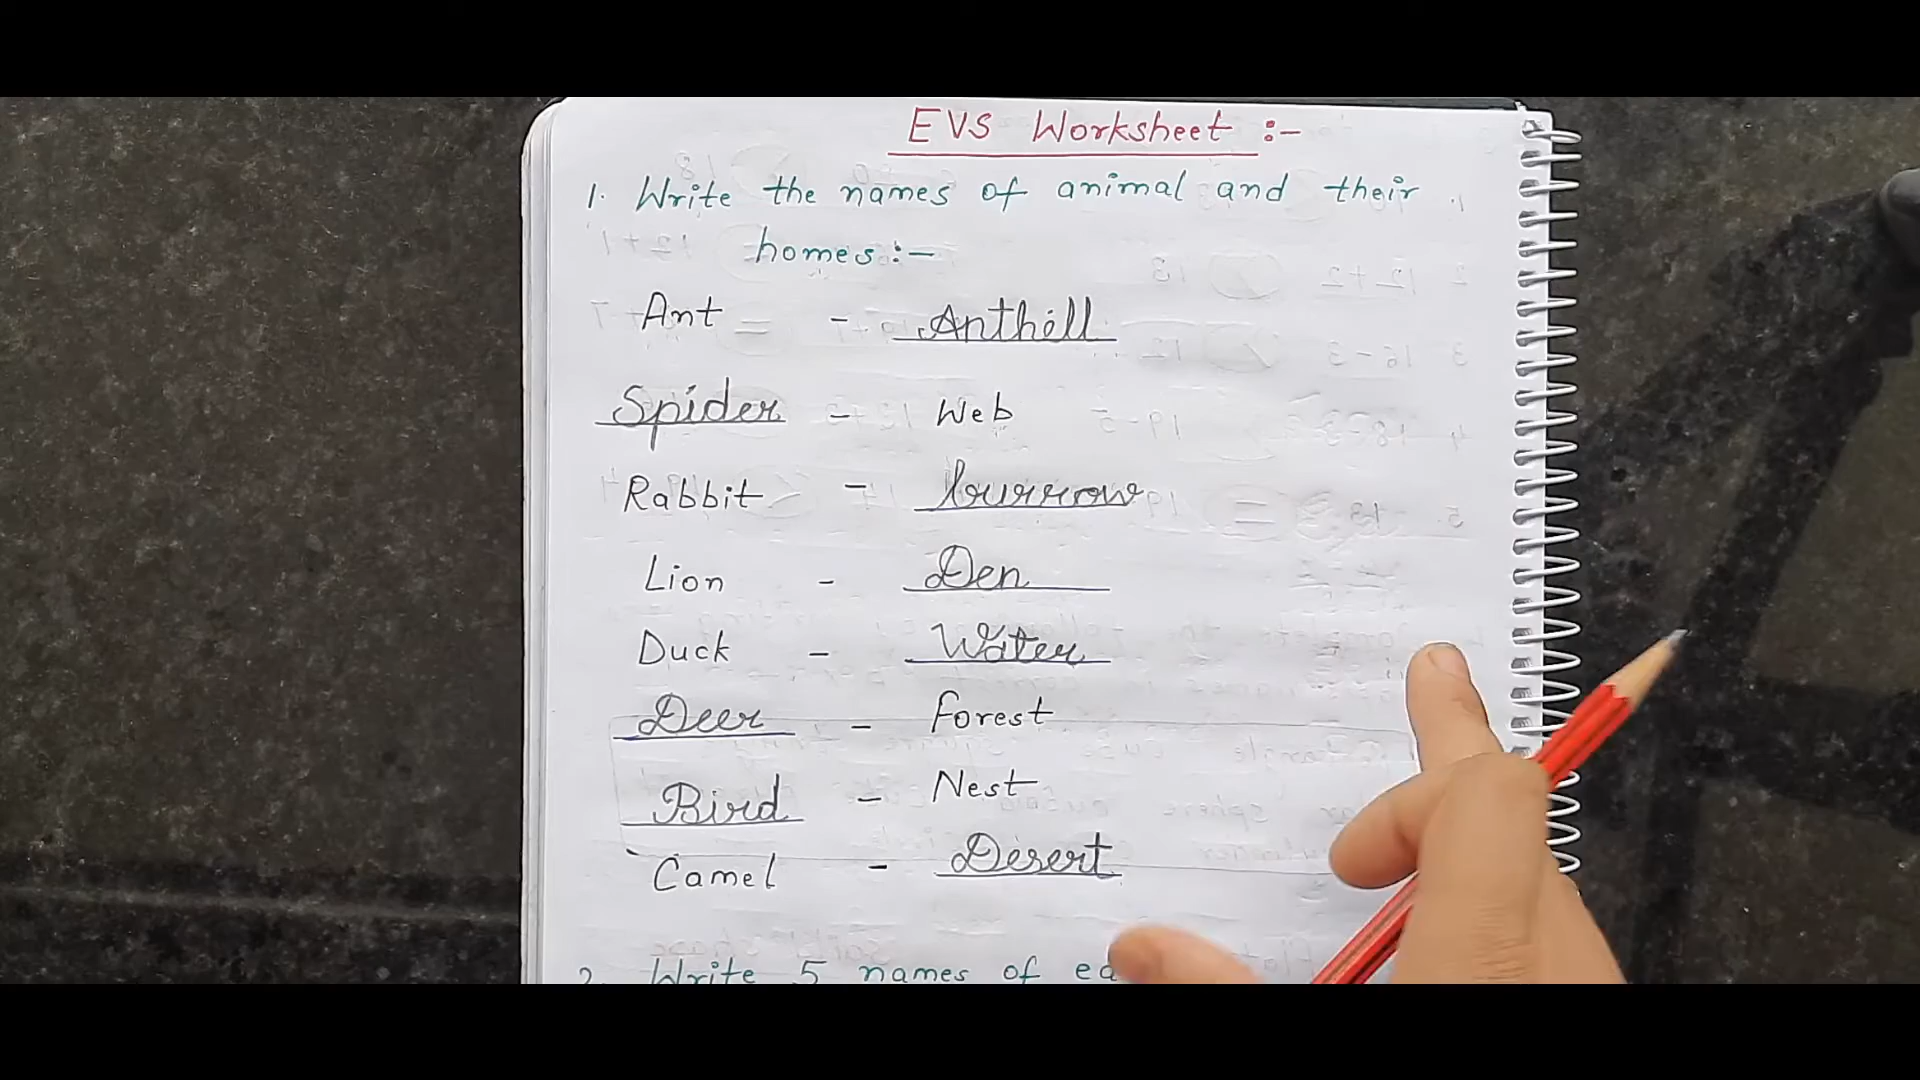 EVS Worksheet :-
1. Write the names of animal and their
homes:-
Ant - Anthill
Spider - Web
Rabbit - burrow
Lion - Den
Duck - Water
Deer - Forest
Bird - Nest
Camel - Desert
2. Write 5 names of